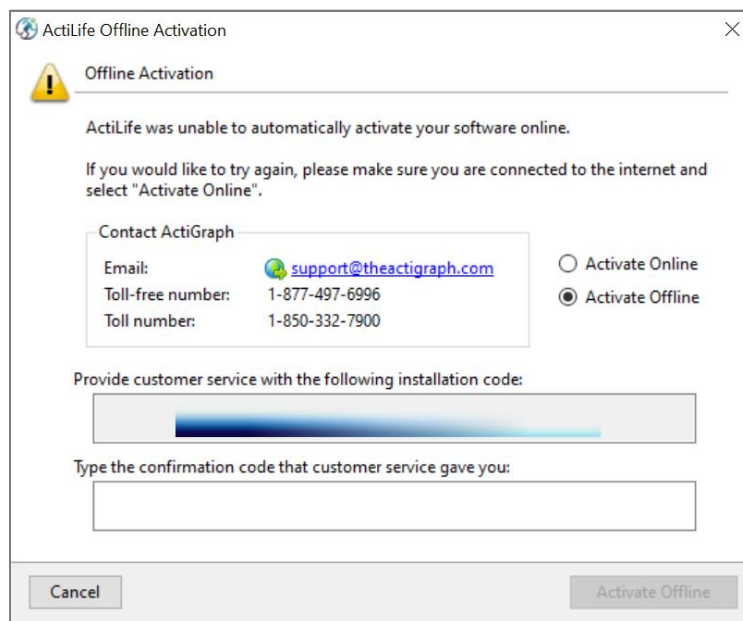 ActiLife Offline Activation
Offline Activation
ActiLife was unable to automatically activate your software online.
If you would like to try again, please make sure you are connected to the internet and
select "Activate Online".
Contact ActiGraph
Email: support@theactigraph.com
Toll-free number: 1-877-497-6996
Toll number: 1-850-332-7900
Activate Online
Activate Offline
Provide customer service with the following installation code:
Type the confirmation code that customer service gave you:
Cancel
Activate Offline